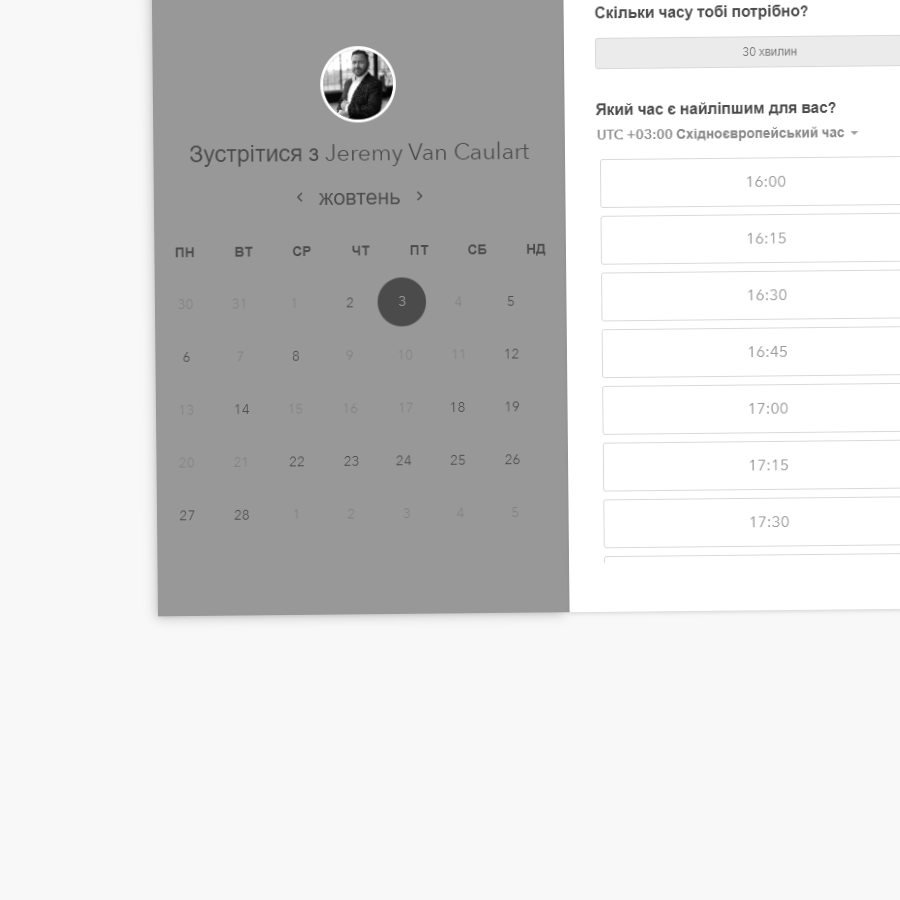 Зустрітися з Jeremy Van Caulart
жовтень
ПН ВТ СР ЧТ ПТ СБ НД
30 31 1 2 3 4 5
6 7 8 9 10 11 12
13 14 15 16 17 18 19
20 21 22 23 24 25 26
27 28 1 2 3 4 5
Скільки часу тобі потрібно?
30 хвилин
Який час є найліпшим для вас?
UTC +03:00 Східноєвропейський час
16:00
16:15
16:30
16:45
17:00
17:15
17:30